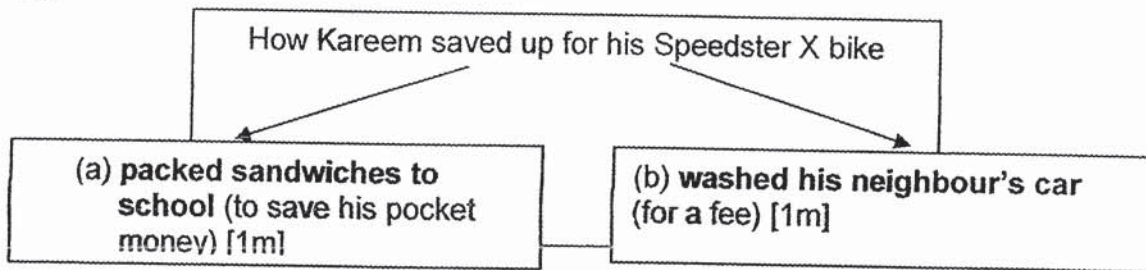 How Kareem saved up for his Speedster X bike
(a) packed sandwiches to
school (to save his pocket
money) [1m]
(b) washed his neighbour's car
(for a fee) [1m]